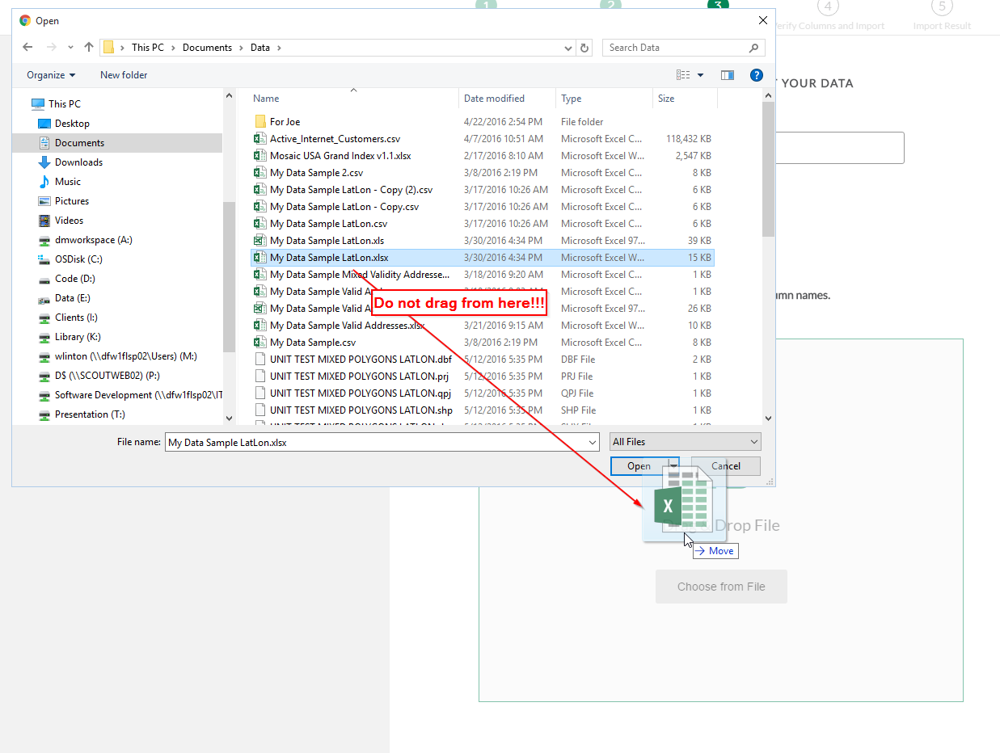 1
2
3
4
5
Verify Columns and Import
Import Result
Open
This PC > Documents > Data >
Search Data
Organize
New folder
?
YOUR DATA
This PC
Desktop
Documents
Downloads
Music
Pictures
Videos
dmworkspace (A:)
OSDisk (C:)
Code (D:)
Data (E:)
Clients (I:)
Library (K:)
wlinton (\\dfw1flsp02\Users) (M:)
D$ (\\SCOUTWEB02) (P:)
Software Development (\\dfw1flsp02\IT
Presentation (T:)
Name Date modified Type Size
For Joe 4/22/2016 2:54 PM File folder
Active_Internet_Customers.csv 4/7/2016 10:51 AM Microsoft Excel C... 118,432 KB
Mosaic USA Grand Index v1.1.xlsx 2/17/2016 8:10 AM Microsoft Excel W... 2,547 KB
My Data Sample 2.csv 3/8/2016 2:19 PM Microsoft Excel C... 8 KB
My Data Sample LatLon - Copy (2).csv 3/17/2016 10:26 AM Microsoft Excel C... 6 KB
My Data Sample LatLon - Copy.csv 3/17/2016 10:26 AM Microsoft Excel C... 6 KB
My Data Sample LatLon.csv 3/17/2016 10:26 AM Microsoft Excel C... 6 KB
My Data Sample LatLon.xls 3/30/2016 4:34 PM Microsoft Excel 97... 39 KB
My Data Sample LatLon.xlsx 3/30/2016 4:34 PM Microsoft Excel W... 15 KB
My Data Sample Mixed Validity Addresse... 3/18/2016 9:20 AM Microsoft Excel C... 1 KB
My Data Sample Valid A Microsoft Excel C... 1 KB
Do not drag from here!!!
My Data Sample Valid A Microsoft Excel 97... 26 KB
My Data Sample Valid Addresses.xlsx 3/21/2016 9:15 AM Microsoft Excel W... 10 KB
My Data Sample.csv 3/8/2016 2:19 PM Microsoft Excel C... 8 KB
UNIT TEST MIXED POLYGONS LATLON.dbf 5/12/2016 5:35 PM DBF File 2 KB
UNIT TEST MIXED POLYGONS LATLON.prj 5/12/2016 5:35 PM PRJ File 1 KB
UNIT TEST MIXED POLYGONS LATLON.qpj 5/12/2016 5:35 PM QPJ File 1 KB
UNIT TEST MIXED POLYGONS LATLON.shp 5/12/2016 5:35 PM SHP File 1 KB
umn names.
File name: My Data Sample LatLon.xlsx
All Files
Open
Cancel
X
Drop File
Move
Choose from File